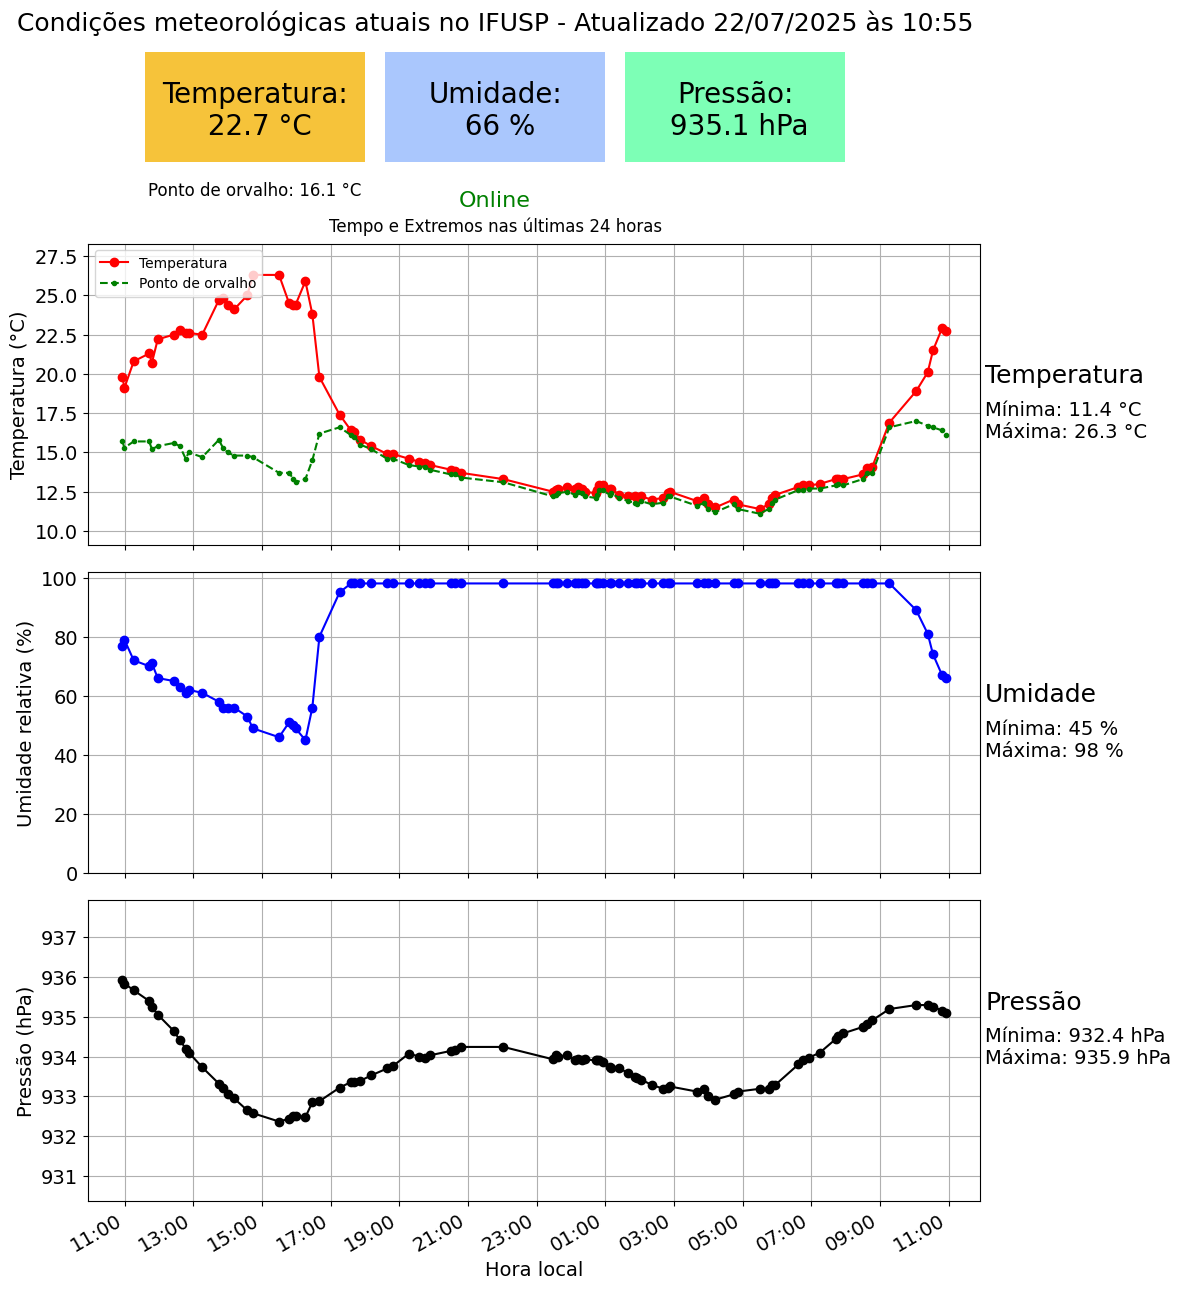 Condições meteorológicas atuais no IFUSP - Atualizado 22/07/2025 às 10:55
Temperatura:
22.7 °C
Umidade:
66 %
Pressão:
935.1 hPa
Ponto de orvalho: 16.1 °C
Online
Tempo e Extremos nas últimas 24 horas
Temperatura (°C)
27.5
25.0
22.5
20.0
17.5
15.0
12.5
10.0
Temperatura
Ponto de orvalho
Temperatura
Mínima: 11.4 °C
Máxima: 26.3 °C
Umidade relativa (%)
100
80
60
40
20
0
Umidade
Mínima: 45 %
Máxima: 98 %
Pressão (hPa)
937
936
935
934
933
932
931
Pressão
Mínima: 932.4 hPa
Máxima: 935.9 hPa
11:00
13:00
15:00
17:00
19:00
21:00
23:00
01:00
03:00
05:00
07:00
09:00
11:00
Hora local